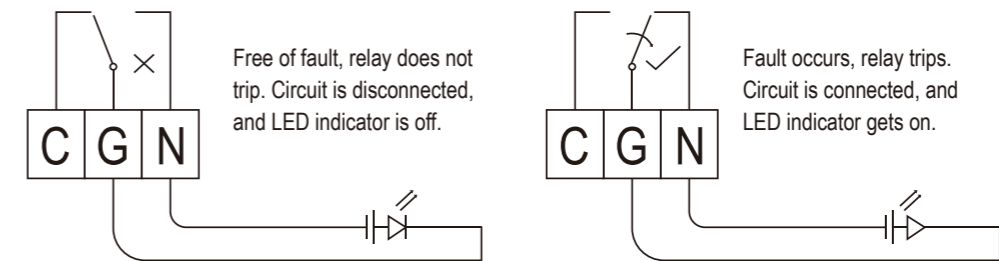 Free of fault, relay does not
trip. Circuit is disconnected,
and LED indicator is off.
C G N
Fault occurs, relay trips.
Circuit is connected, and
LED indicator gets on.
C G N